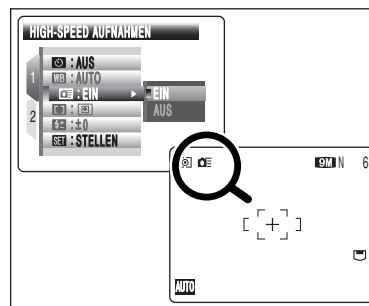 HIGH-SPEED AUFNAHMEN
1
2
: AUS
WB : AUTO
: EIN
: ±0
SET : STELLEN
EIN
AUS
9M N 6
AUTO